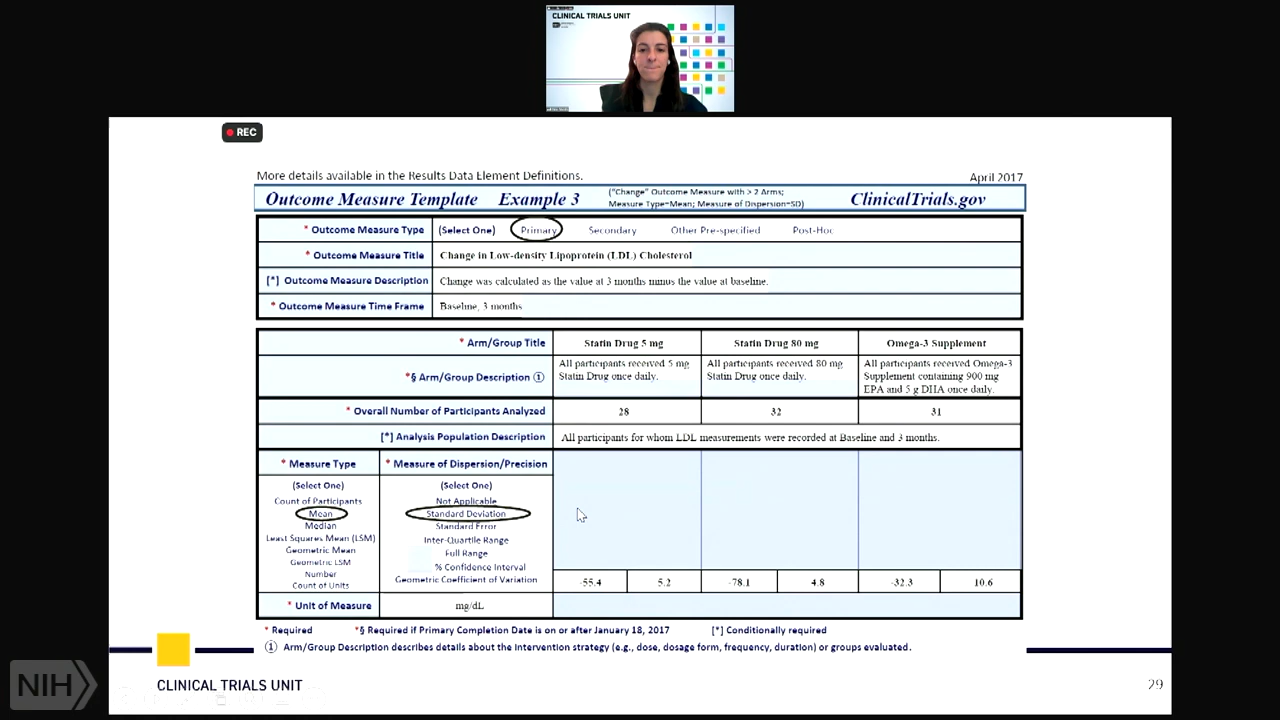 CLINICAL TRIALS UNIT
REC
More details available in the Results Data Element Definitions.
April 2017
Outcome Measure Template Example 3 ("Change" Outcome Measure with > 2 Arms; ClinicalTrials.gov
Measure Type=Mean; Measure of Dispersion=SD)
* Outcome Measure Type (Select One) Primary Secondary Other Pre-specified Post-Hoc
* Outcome Measure Title Change in Low-density Lipoprotein (LDL) Cholesterol
[*] Outcome Measure Description Change was calculated as the value at 3 months minus the value at baseline.
* Outcome Measure Time Frame Baseline, 3 months
* Arm/Group Title Statin Drug 5 mg Statin Drug 80 mg Omega-3 Supplement
*§ Arm/Group Description ①
All participants received 5 mg
Statin Drug once daily.
All participants received 80 mg
Statin Drug once daily.
All participants received Omega-3
Supplement containing 900 mg
EPA and 5 g DHA once daily.
* Overall Number of Participants Analyzed 28 32 31
[*] Analysis Population Description All participants for whom LDL measurements were recorded at Baseline and 3 months.
* Measure Type
(Select One)
Count of Participants
Mean
Median
Least Squares Mean (LSM)
Geometric Mean
Geometric LSM
Number
Count of Units
* Measure of Dispersion/Precision
(Select One)
Not Applicable
Standard Deviation
Standard Error
Inter-Quartile Range
Full Range
% Confidence Interval
Geometric Coefficient of Variation
-55.4 5.2 -78.1 4.8 -32.3 10.6
* Unit of Measure mg/dL
* Required *§ Required if Primary Completion Date is on or after January 18, 2017 [*] Conditionally required
① Arm/Group Description describes details about the intervention strategy (e.g., dose, dosage form, frequency, duration) or groups evaluated.
NIH
CLINICAL TRIALS UNIT
29